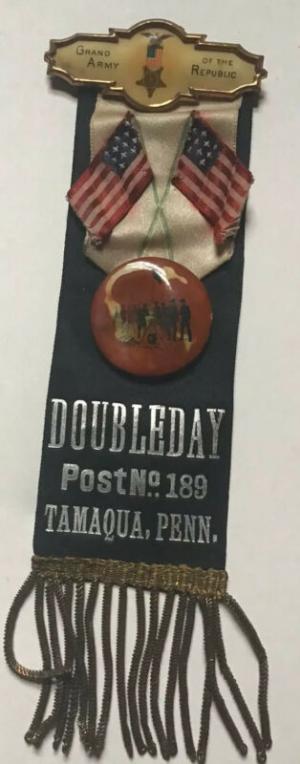 GRAND ARMY OF THE REPUBLIC
DOUBLEDAY
Post No. 189
TAMAQUA, PENN.